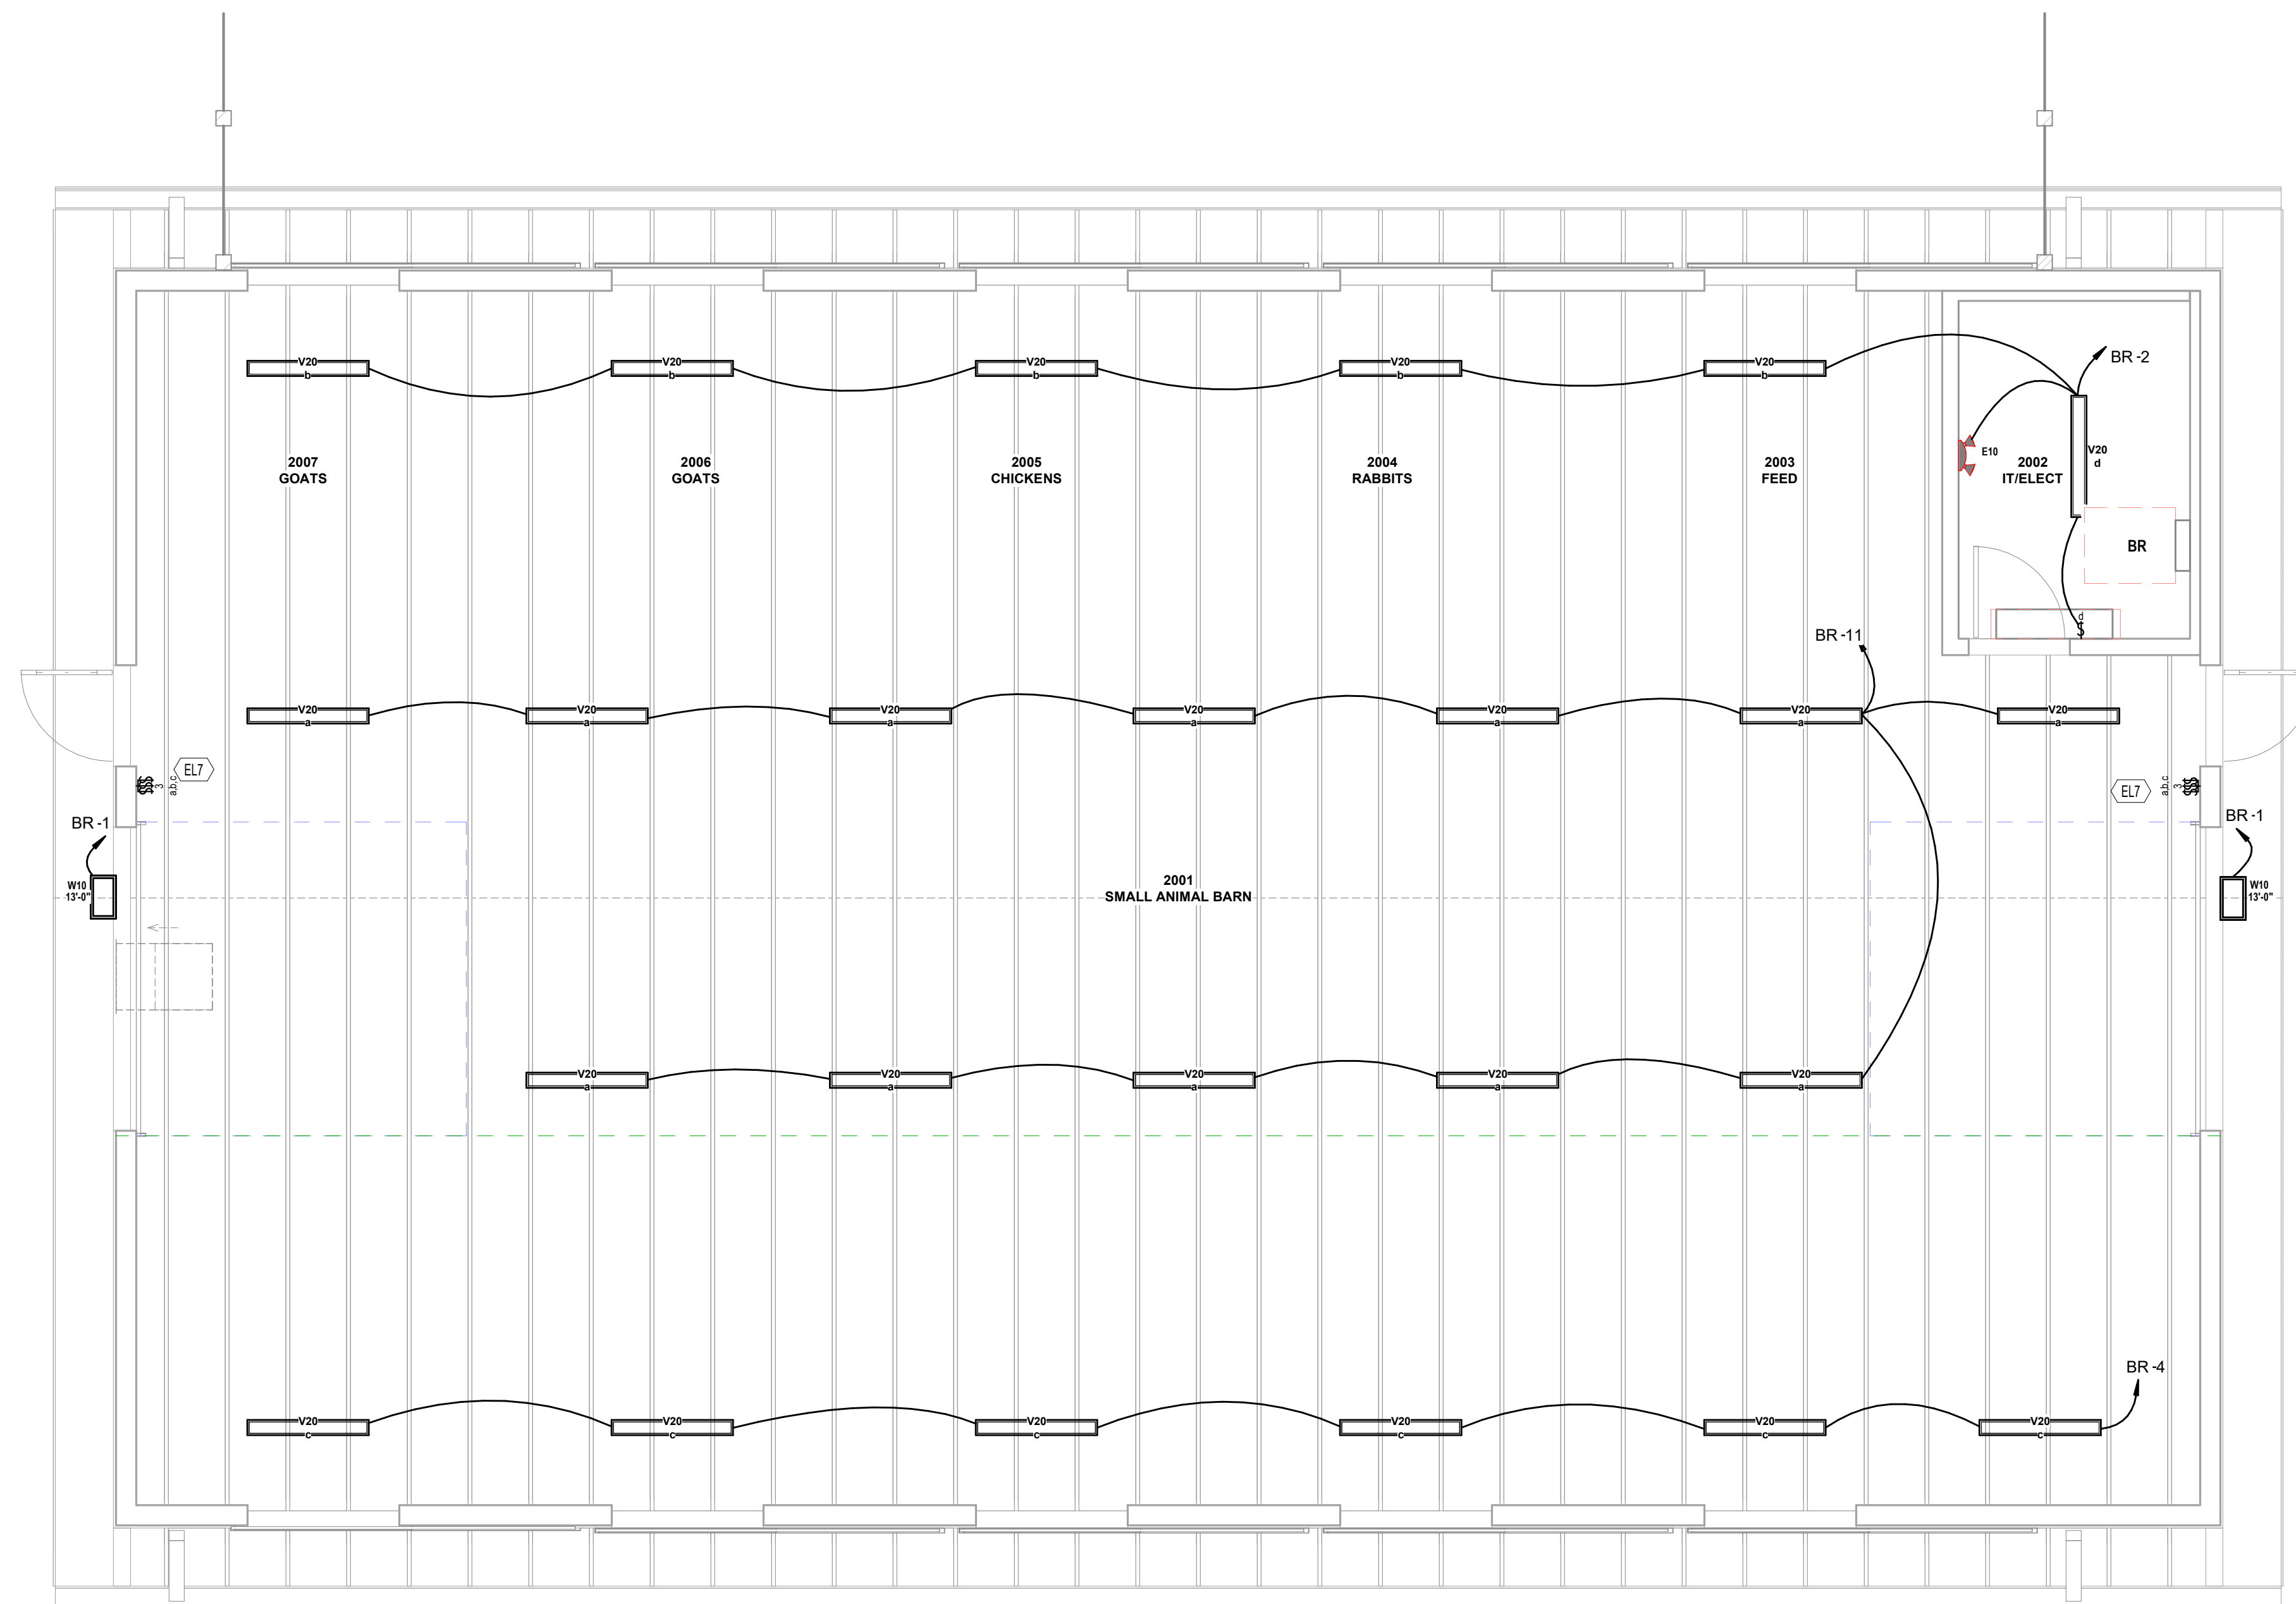 V20
b
V20
b
V20
b
V20
b
V20
b
BR -2
2007
GOATS
2006
GOATS
2005
CHICKENS
2004
RABBITS
2003
FEED
E10
2002
IT/ELECT
V20
d
BR
d
$
BR -11
V20
a
V20
a
V20
a
V20
a
V20
a
V20
a
V20
a
$$$
3
a,b,c
EL7
EL7
a,b,c
3
$$$
BR -1
BR -1
W10
13'-0"
2001
SMALL ANIMAL BARN
W10
13'-0"
V20
a
V20
a
V20
a
V20
a
V20
a
BR -4
V20
c
V20
c
V20
c
V20
c
V20
c
V20
c